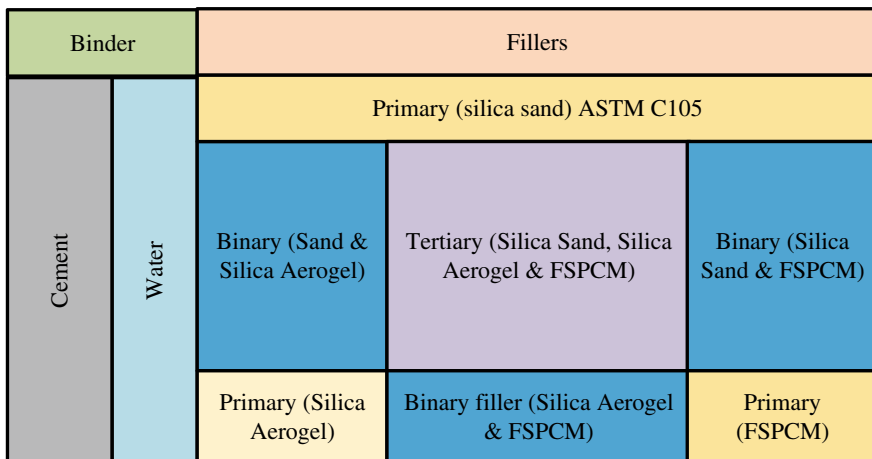 Binder
Fillers
Primary (silica sand) ASTM C105
Cement
Water
Binary (Sand &
Silica Aerogel)
Tertiary (Silica Sand, Silica
Aerogel & FSPCM)
Binary (Silica
Sand & FSPCM)
Primary (Silica
Aerogel)
Binary filler (Silica Aerogel
& FSPCM)
Primary
(FSPCM)